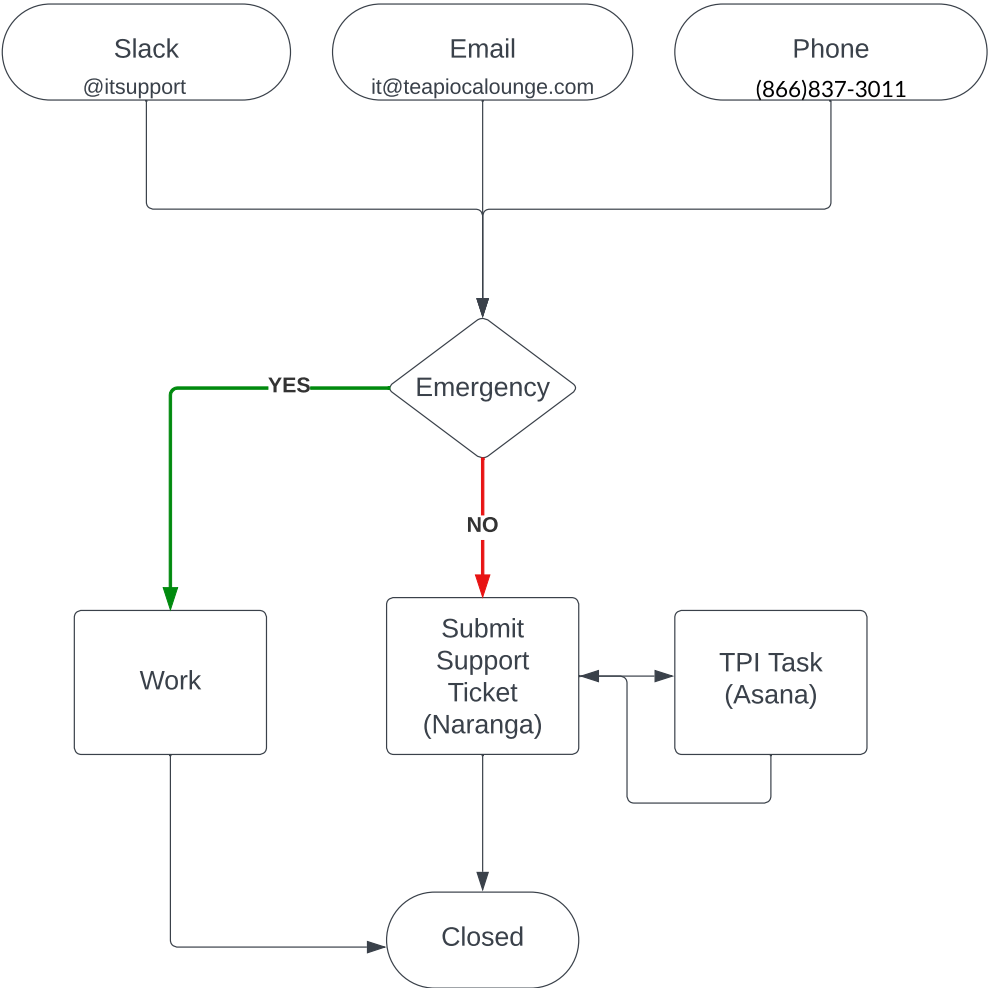 Slack
@itsupport
Email
it@teapiocalounge.com
Phone
(866)837-3011
Emergency
YES
NO
Work
Submit
Support
Ticket
(Naranga)
TPI Task
(Asana)
Closed